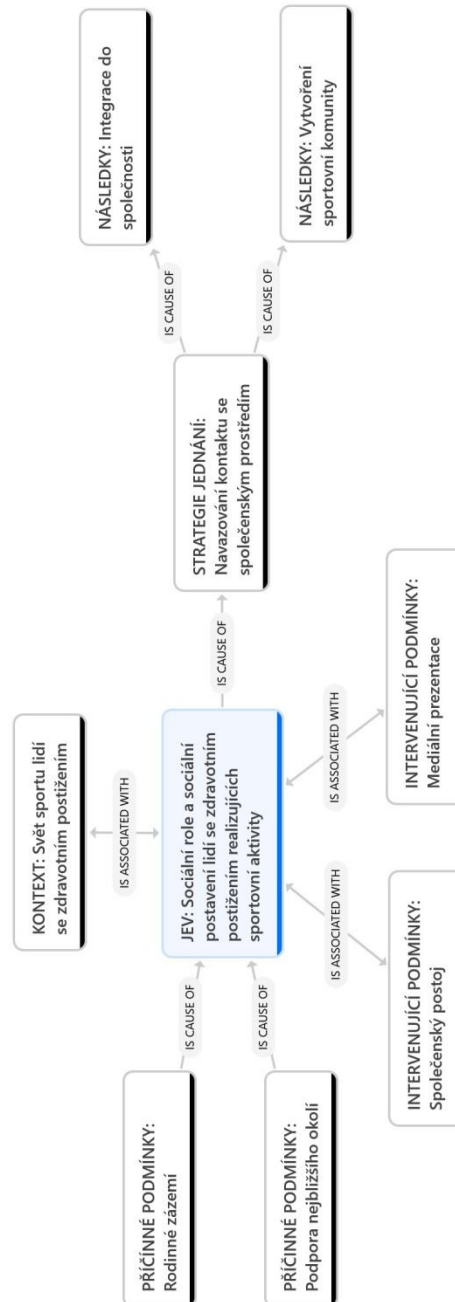 PŘÍČINNÉ PODMÍNKY:
Rodinné zázemí
PŘÍČINNÉ PODMÍNKY:
Podpora nejbližšího okolí
IS CAUSE OF
IS CAUSE OF
KONTEXT: Svět sportu lidí
se zdravotním postižením
IS ASSOCIATED WITH
JEV: Sociální role a sociální
postavení lidí se zdravotním
postižením realizujících
sportovní aktivity
IS ASSOCIATED WITH
IS ASSOCIATED WITH
INTERVENUJÍCÍ PODMÍNKY:
Společenský postoj
INTERVENUJÍCÍ PODMÍNKY:
Mediální prezentace
IS CAUSE OF
STRATEGIE JEDNÁNÍ:
Navazování kontaktu se
společenským prostředím
IS CAUSE OF
IS CAUSE OF
NÁSLEDKY: Integrace do
společnosti
NÁSLEDKY: Vytvoření
sportovní komunity